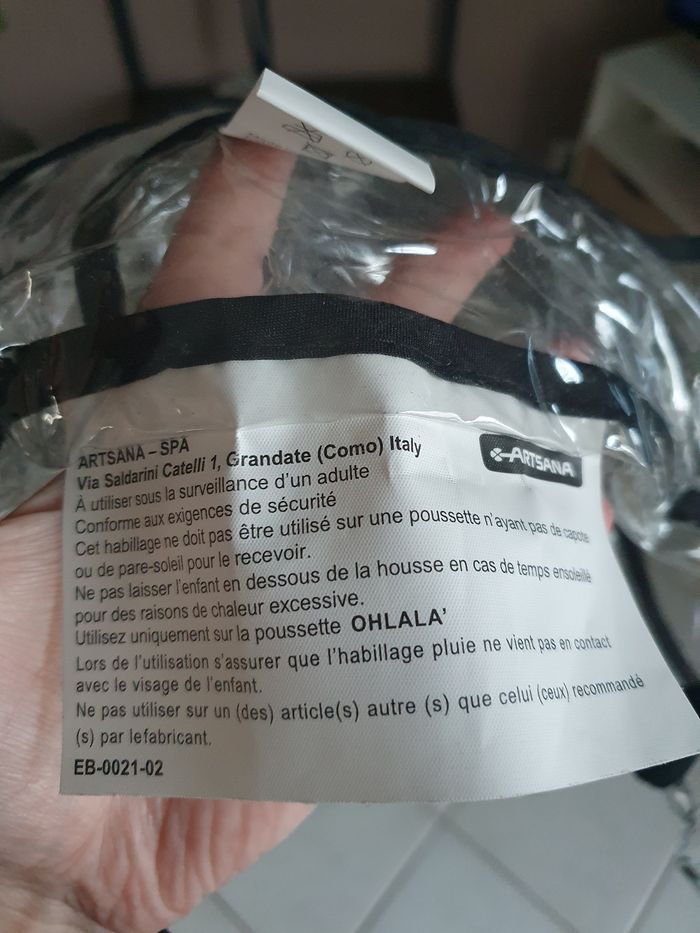 ARTSANA – SPA
Via Saldarini Catelli 1, Grandate (Como) Italy
ARTSANA
À utiliser sous la surveillance d'un adulte
Conforme aux exigences de sécurité
Cet habillage ne doit pas être utilisé sur une poussette n'ayant pas de capote
ou de pare-soleil pour le recevoir.
Ne pas laisser l'enfant en dessous de la housse en cas de temps ensoleillé
pour des raisons de chaleur excessive.
Utilisez uniquement sur la poussette OHLALA'
Lors de l'utilisation s'assurer que l'habillage pluie ne vient pas en contact
avec le visage de l'enfant.
Ne pas utiliser sur un (des) article(s) autre (s) que celui (ceux) recommandé
(s) par lefabricant.
EB-0021-02